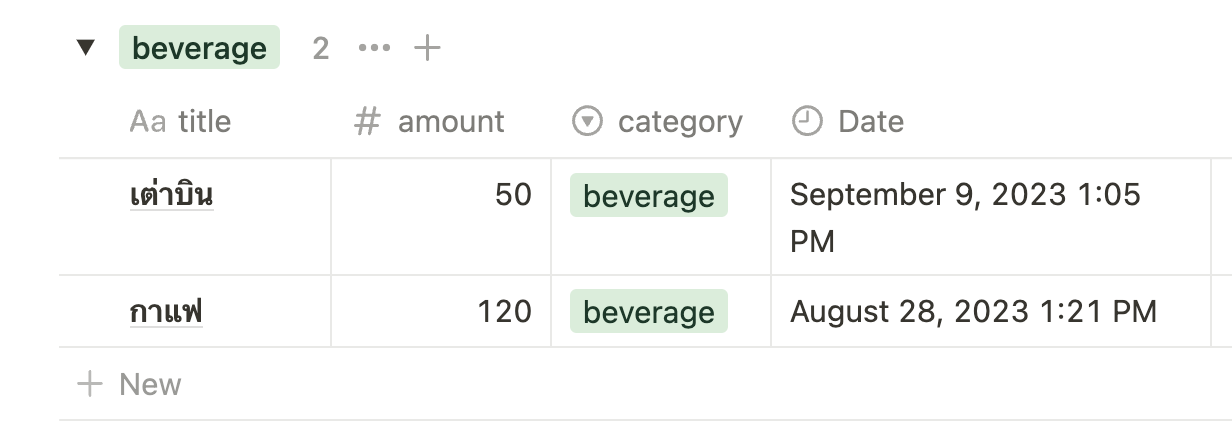 beverage 2
Aa title # amount category Date
เต่าบิน 50 beverage September 9, 2023 1:05
PM
กาแฟ 120 beverage August 28, 2023 1:21 PM
+ New